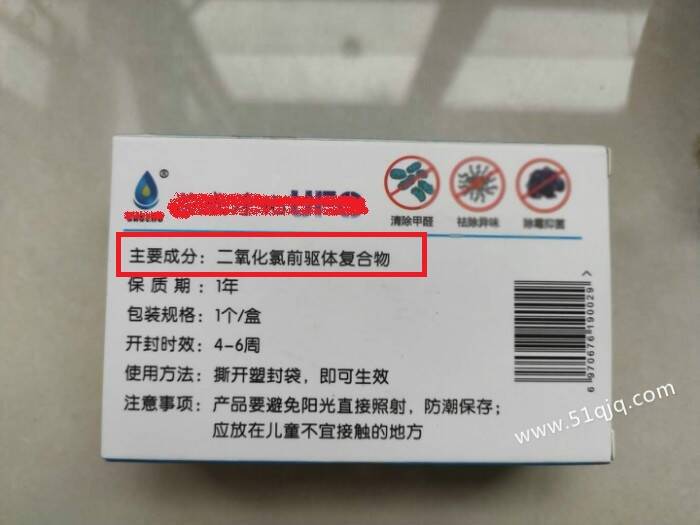 ®
清除甲醛
祛除异味
除霉抑菌
主要成分：二氧化氯前驱体复合物
保质期：1年
包装规格：1个/盒
开封时效：4-6周
使用方法：撕开塑封袋，即可生效
注意事项：产品要避免阳光直接照射，防潮保存；
应放在儿童不宜接触的地方
6 970676 190029 >
www.51qjq.com